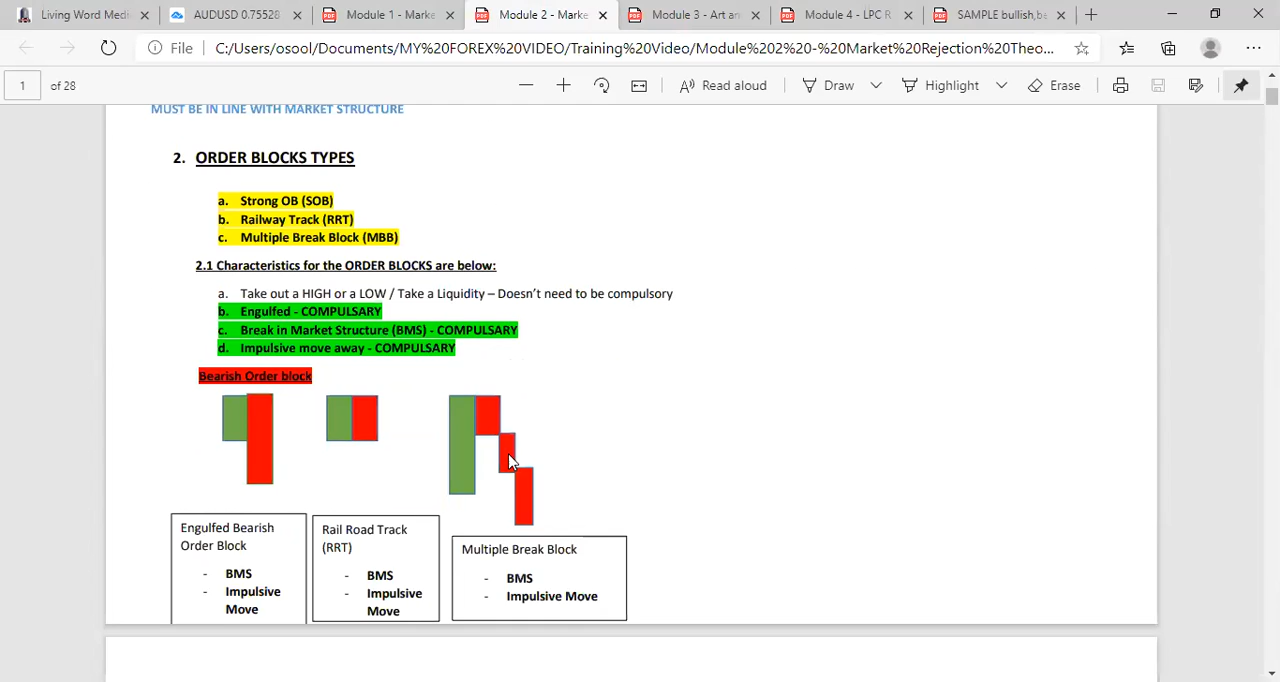 Living Word Medi
AUDUSD 0.75528
Module 1 - Marke
Module 2 - Marke
Module 3 - Art an
Module 4 - LPC R
SAMPLE bullish,be
File
C:/Users/osool/Documents/MY%20FOREX%20VIDEO/Training%20Video/Module%202%20-%20Market%20Rejection%20Theo...
1 of 28
Read aloud
Draw
Highlight
Erase
MUST BE IN LINE WITH MARKET STRUCTURE
2. ORDER BLOCKS TYPES
a. Strong OB (SOB)
b. Railway Track (RRT)
c. Multiple Break Block (MBB)
2.1 Characteristics for the ORDER BLOCKS are below:
a. Take out a HIGH or a LOW / Take a Liquidity – Doesn't need to be compulsory
b. Engulfed - COMPULSARY
c. Break in Market Structure (BMS) - COMPULSARY
d. Impulsive move away - COMPULSARY
Bearish Order block
Engulfed Bearish
Order Block
- BMS
- Impulsive
Move
Rail Road Track
(RRT)
- BMS
- Impulsive
Move
Multiple Break Block
- BMS
- Impulsive Move